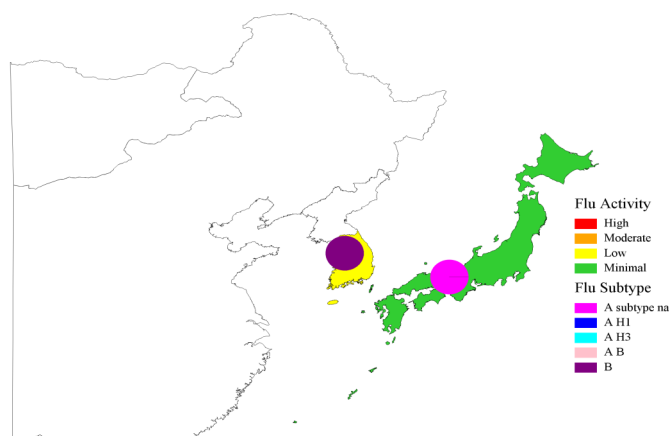 Flu Activity
High
Moderate
Low
Minimal
Flu Subtype
A subtype na
A H1
A H3
A B
B